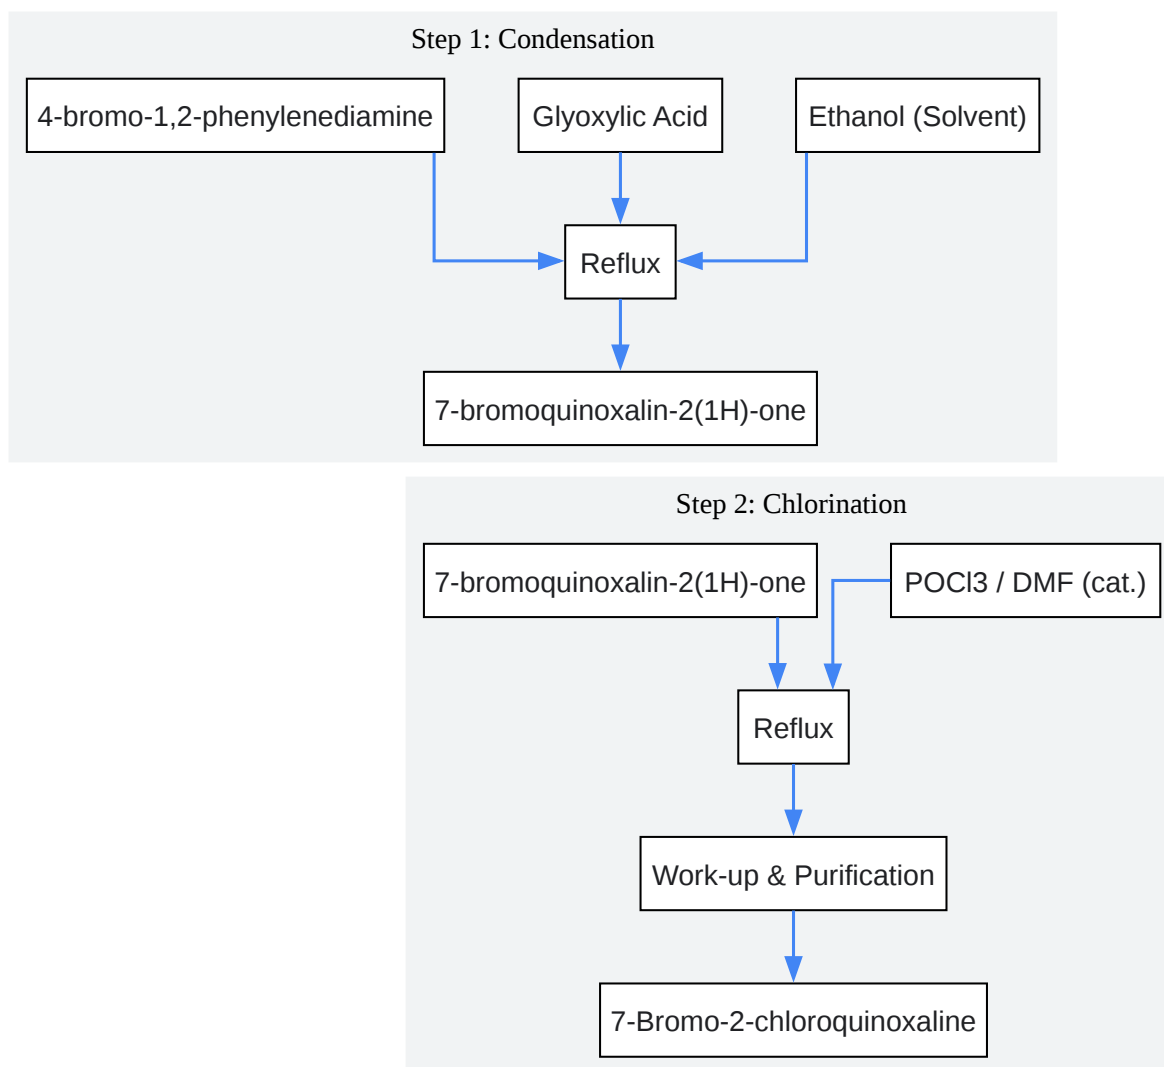 Step 1: Condensation
4-bromo-1,2-phenylenediamine
Glyoxylic Acid
Ethanol (Solvent)
Reflux
7-bromoquinoxalin-2(1H)-one
Step 2: Chlorination
7-bromoquinoxalin-2(1H)-one
POCl3 / DMF (cat.)
Reflux
Work-up & Purification
7-Bromo-2-chloroquinoxaline